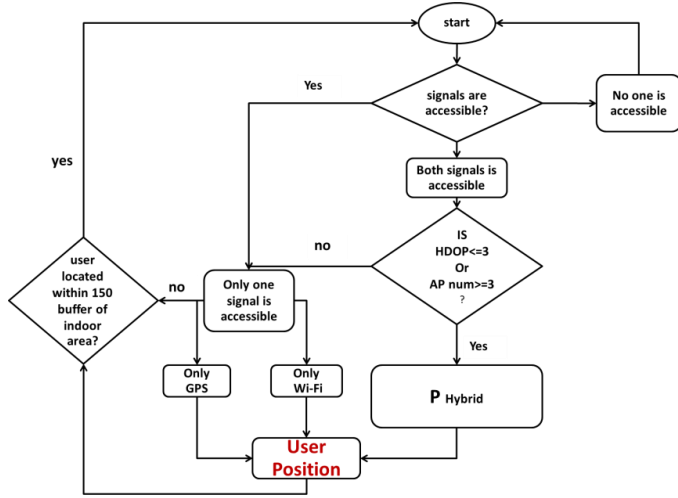 start
Yes
signals are
accessible?
No one is
accessible
yes
Both signals is
accessible
IS
HDOP<=3
Or
AP num>=3
?
no
user
located
within 150
buffer of
indoor
area?
no
Only one
signal is
accessible
Yes
Only
GPS
Only
Wi-Fi
P Hybrid
User
Position